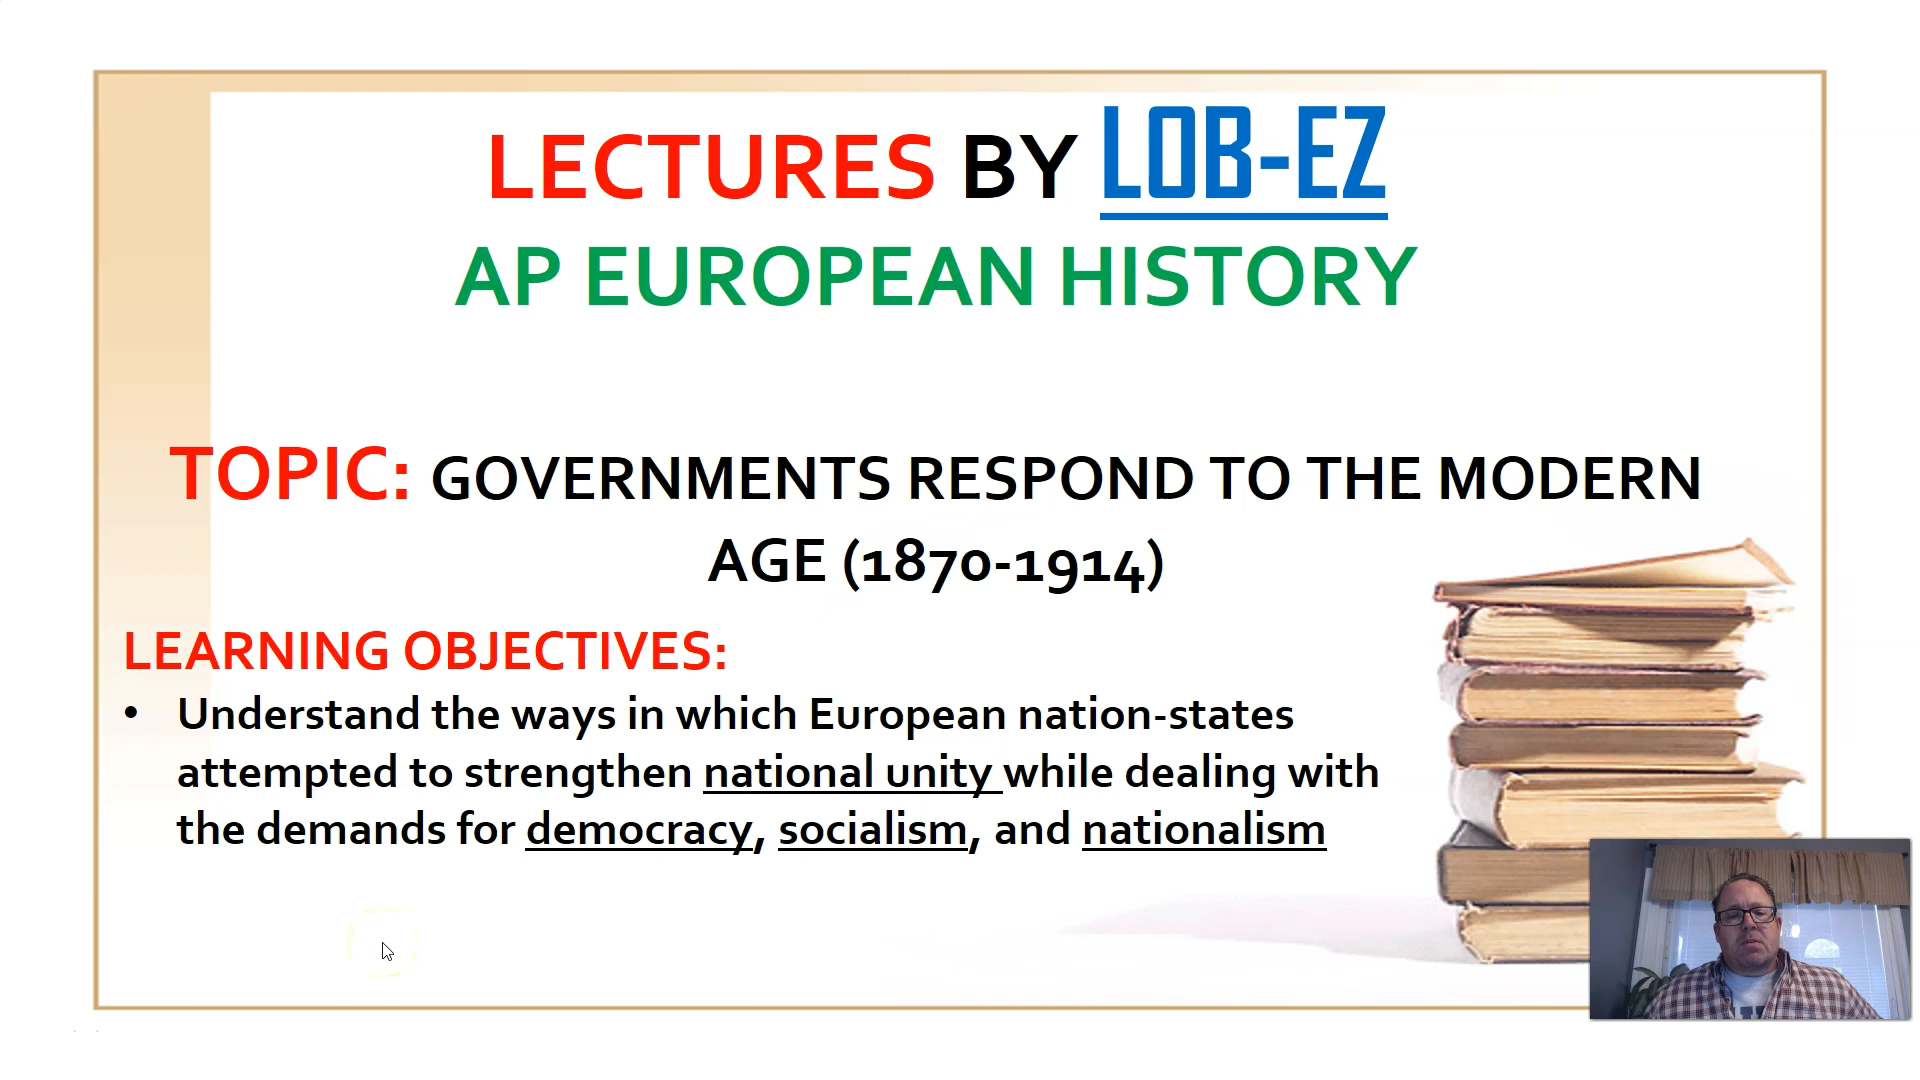 LECTURES BY LOB-EZ
AP EUROPEAN HISTORY
TOPIC: GOVERNMENTS RESPOND TO THE MODERN
AGE (1870-1914)
LEARNING OBJECTIVES:
• Understand the ways in which European nation-states
attempted to strengthen national unity while dealing with
the demands for democracy, socialism, and nationalism